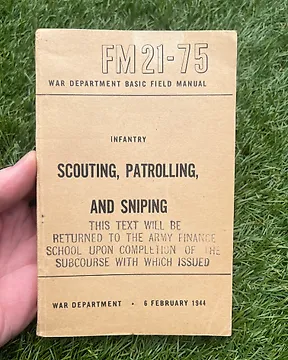 FM 21-75
WAR DEPARTMENT BASIC FIELD MANUAL
INFANTRY
SCOUTING, PATROLLING,
AND SNIPING
THIS TEXT WILL BE
RETURNED TO THE ARMY FINANCE
SCHOOL UPON COMPLETION OF THE
SUBCOURSE WITH WHICH ISSUED
WAR DEPARTMENT • 6 FEBRUARY 1944